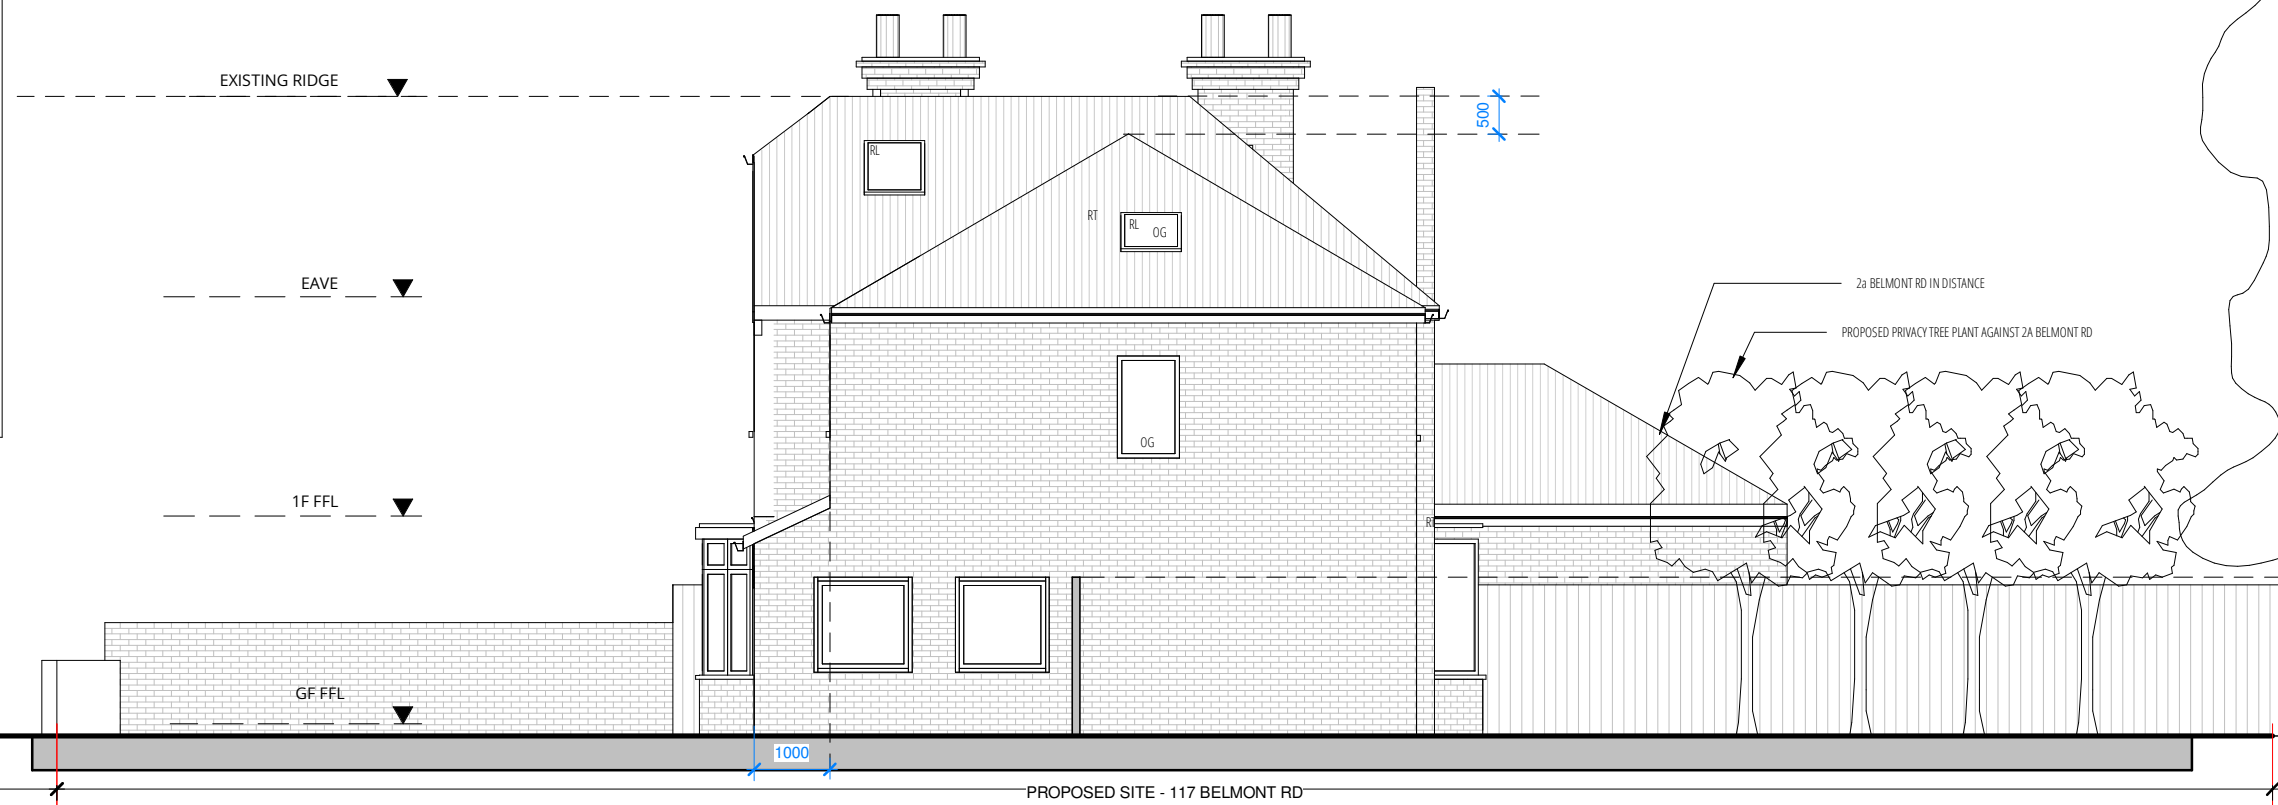 EXISTING RIDGE
500
RL
RT
RL
OG
EAVE
2a BELMONT RD IN DISTANCE
PROPOSED PRIVACY TREE PLANT AGAINST 2A BELMONT RD
OG
1F FFL
RT
GF FFL
1000
PROPOSED SITE - 117 BELMONT RD